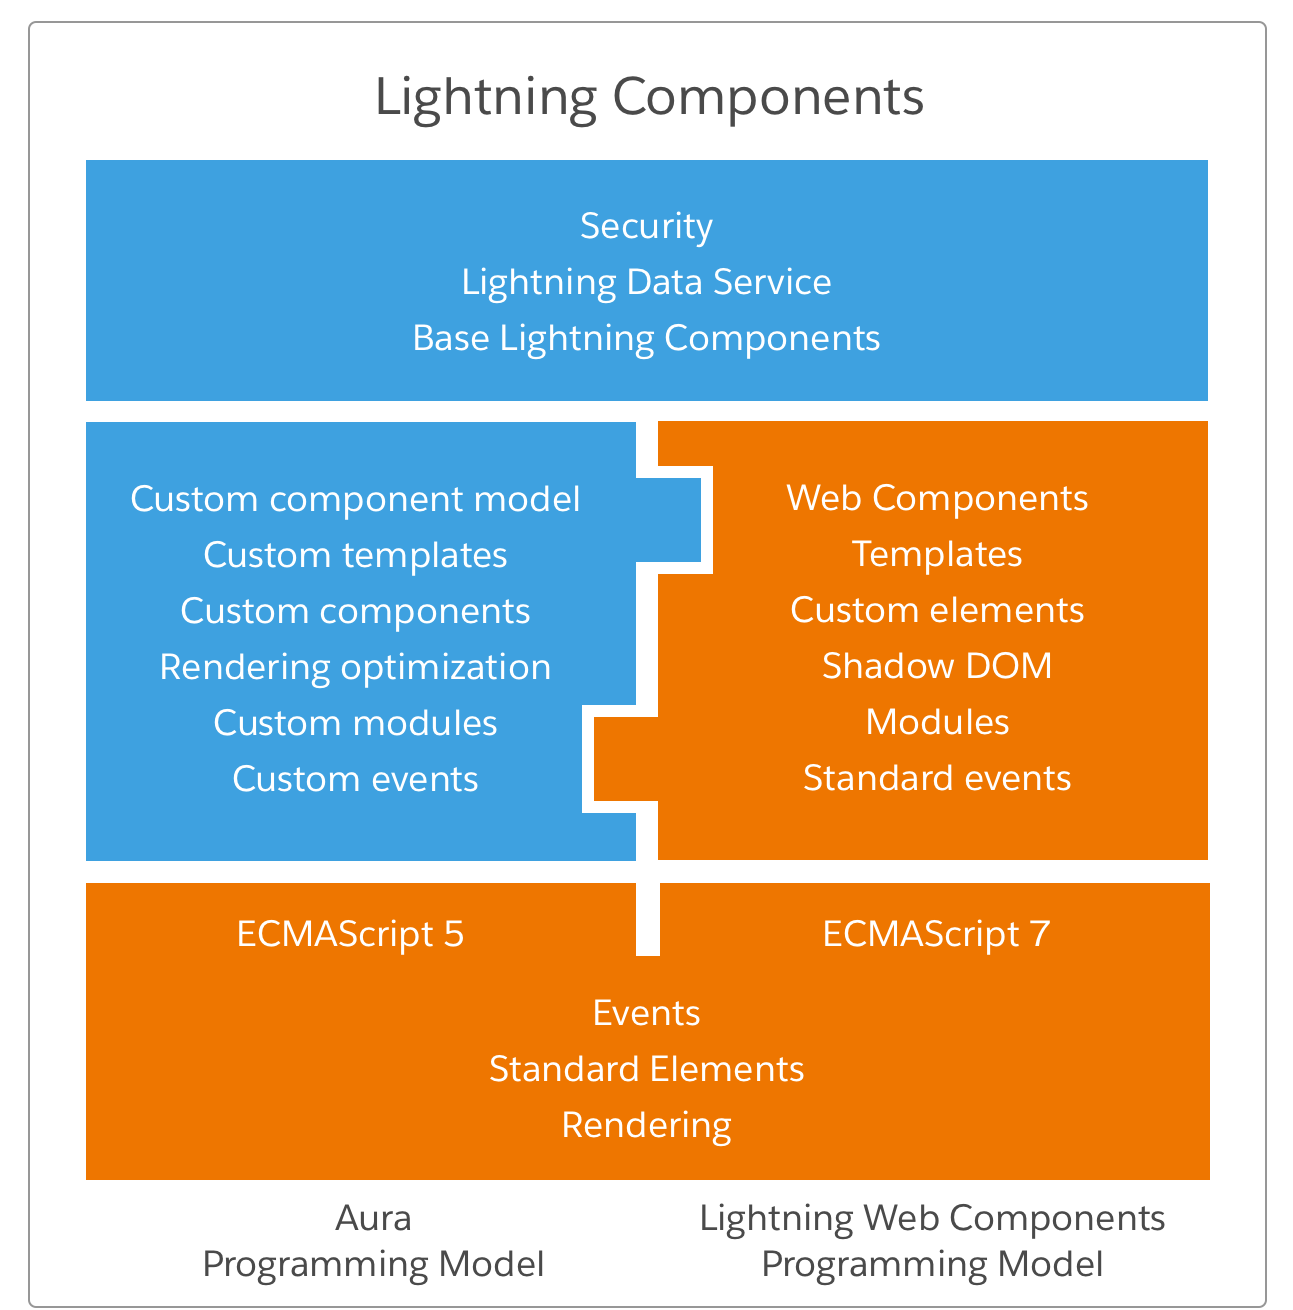 Lightning Components
Security
Lightning Data Service
Base Lightning Components
Custom component model
Custom templates
Custom components
Rendering optimization
Custom modules
Custom events
Web Components
Templates
Custom elements
Shadow DOM
Modules
Standard events
ECMAScript 5
ECMAScript 7
Events
Standard Elements
Rendering
Aura
Programming Model
Lightning Web Components
Programming Model